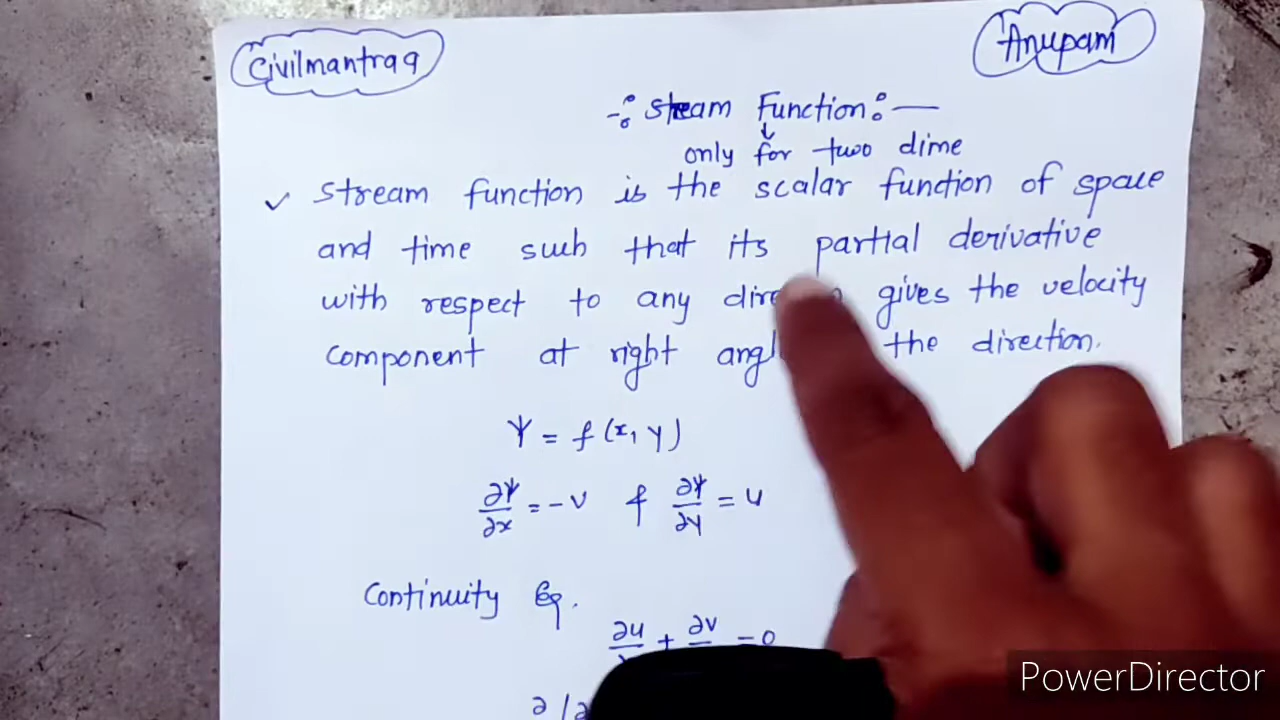 Civilmantra9
Anupam
-: Stream Function :-
only for two dime
✓ Stream function is the scalar function of space
and time such that its partial derivative
with respect to any gives the velocity
component at right the direction.
Ψ = f(x, y)
∂Ψ/∂x = -v & ∂Ψ/∂y = u
Continuity Eq.
∂u + ∂v = 0
PowerDirector